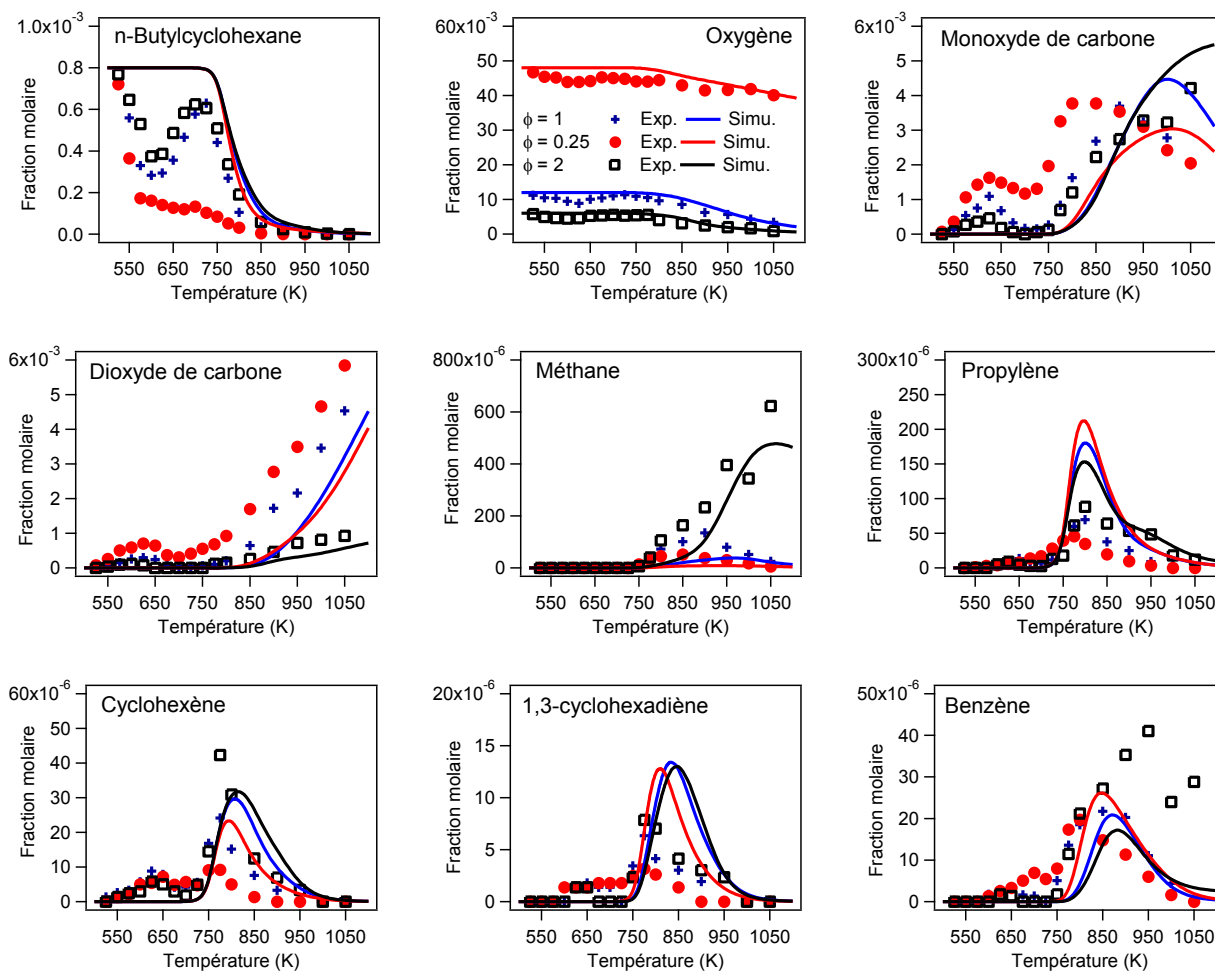 n-Butylcyclohexane
1.0x10-3
0.8
0.6
0.4
0.2
0.0
Fraction molaire
550 650 750 850 950 1050
Température (K)
Oxygène
60x10-3
50
40
30
20
10
0
Fraction molaire
ϕ = 1 Exp. Simu.
ϕ = 0.25 Exp. Simu.
ϕ = 2 Exp. Simu.
550 650 750 850 950 1050
Température (K)
Monoxyde de carbone
6x10-3
5
4
3
2
1
0
Fraction molaire
550 650 750 850 950 1050
Température (K)
Dioxyde de carbone
6x10-3
5
4
3
2
1
0
Fraction molaire
550 650 750 850 950 1050
Température (K)
Méthane
800x10-6
600
400
200
0
Fraction molaire
550 650 750 850 950 1050
Température (K)
Propylène
300x10-6
250
200
150
100
50
0
Fraction molaire
550 650 750 850 950 1050
Température (K)
Cyclohexène
60x10-6
50
40
30
20
10
0
Fraction molaire
550 650 750 850 950 1050
Température (K)
1,3-cyclohexadiène
20x10-6
15
10
5
0
Fraction molaire
550 650 750 850 950 1050
Température (K)
Benzène
50x10-6
40
30
20
10
0
Fraction molaire
550 650 750 850 950 1050
Température (K)